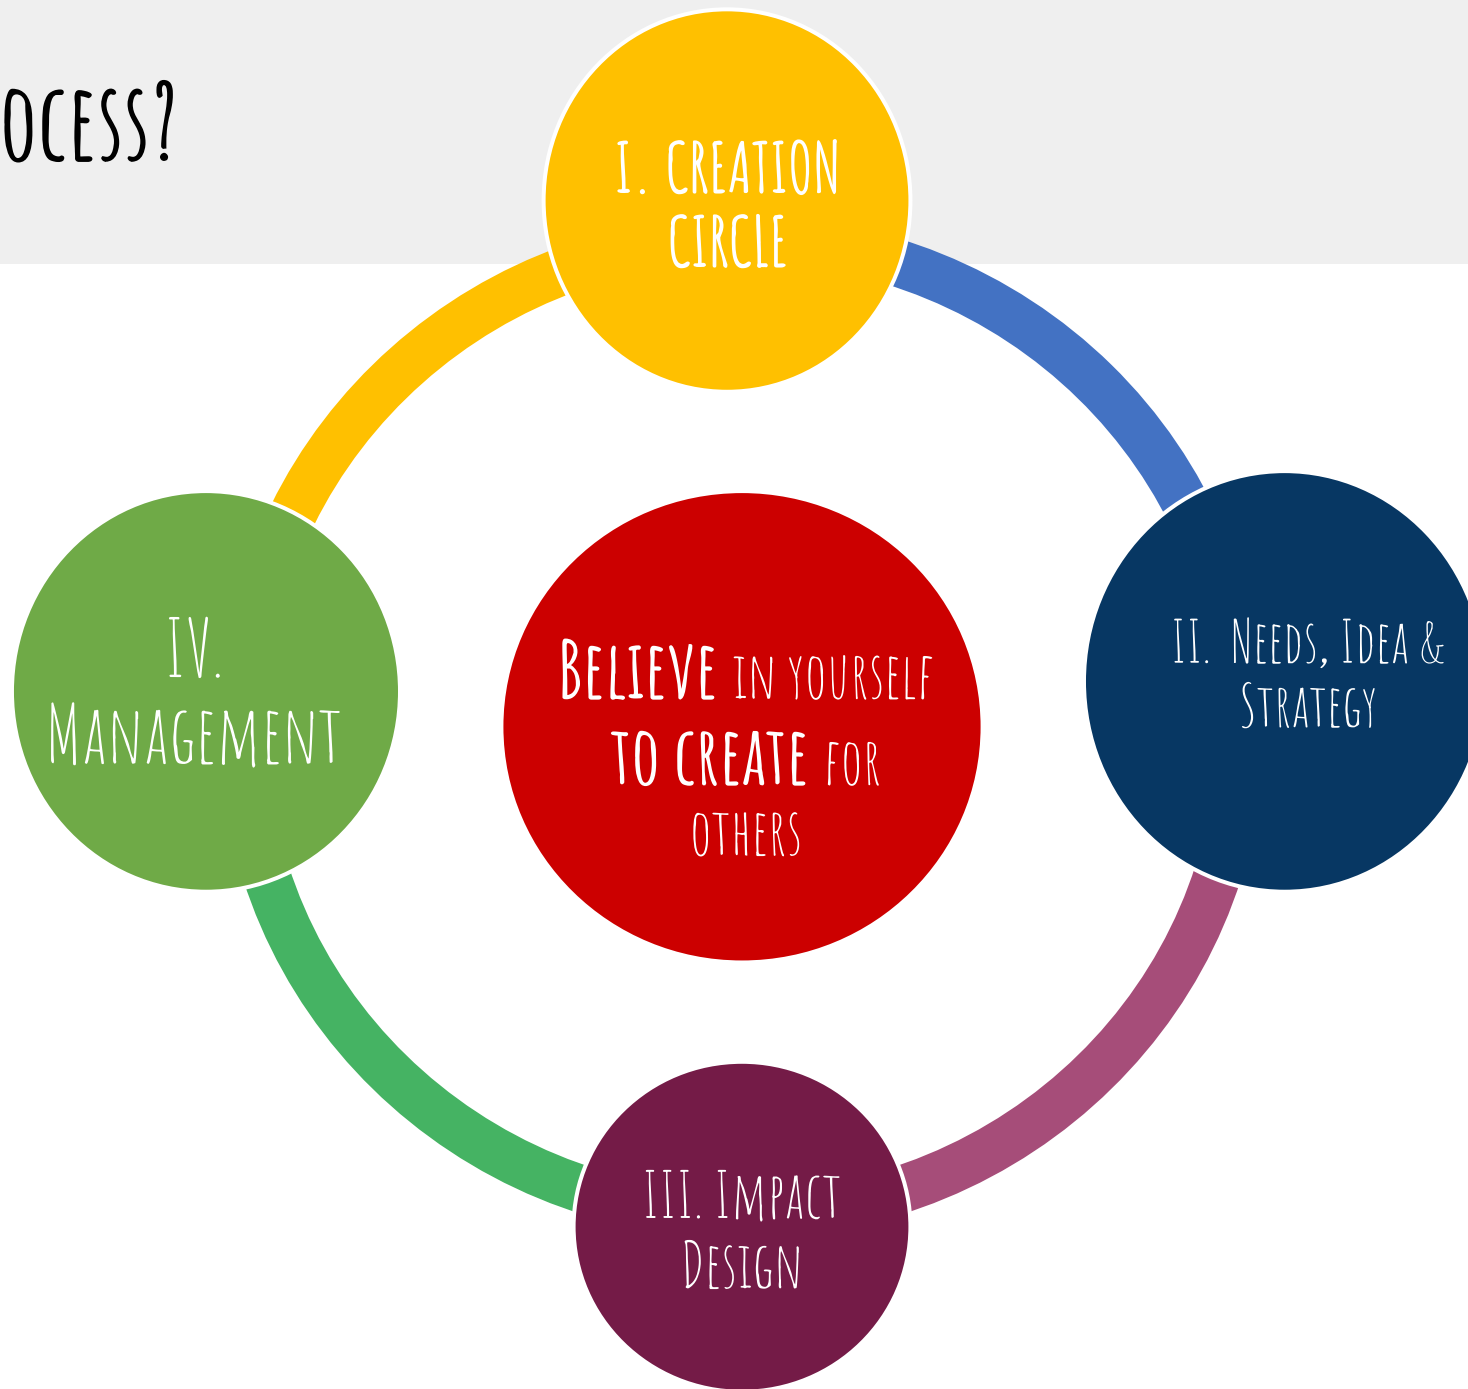 OCESS?
I. CREATION
CIRCLE
II. NEEDS, IDEA &
STRATEGY
BELIEVE IN YOURSELF
TO CREATE FOR
OTHERS
IV.
MANAGEMENT
III. IMPACT
DESIGN